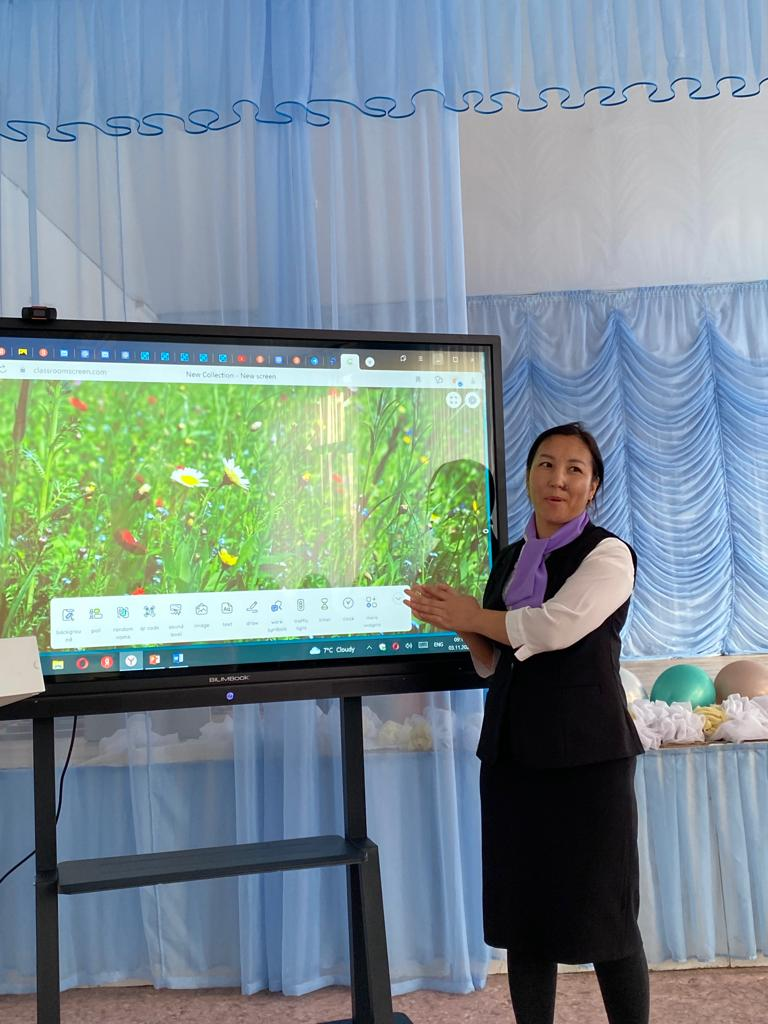 classroomscreen.com
New Collection - New screen
background
poll
random name
qr code
sound level
image
text
draw
work symbols
traffic light
timer
clock
more widgets
7°C Cloudy
ENG
BILIMBOOK